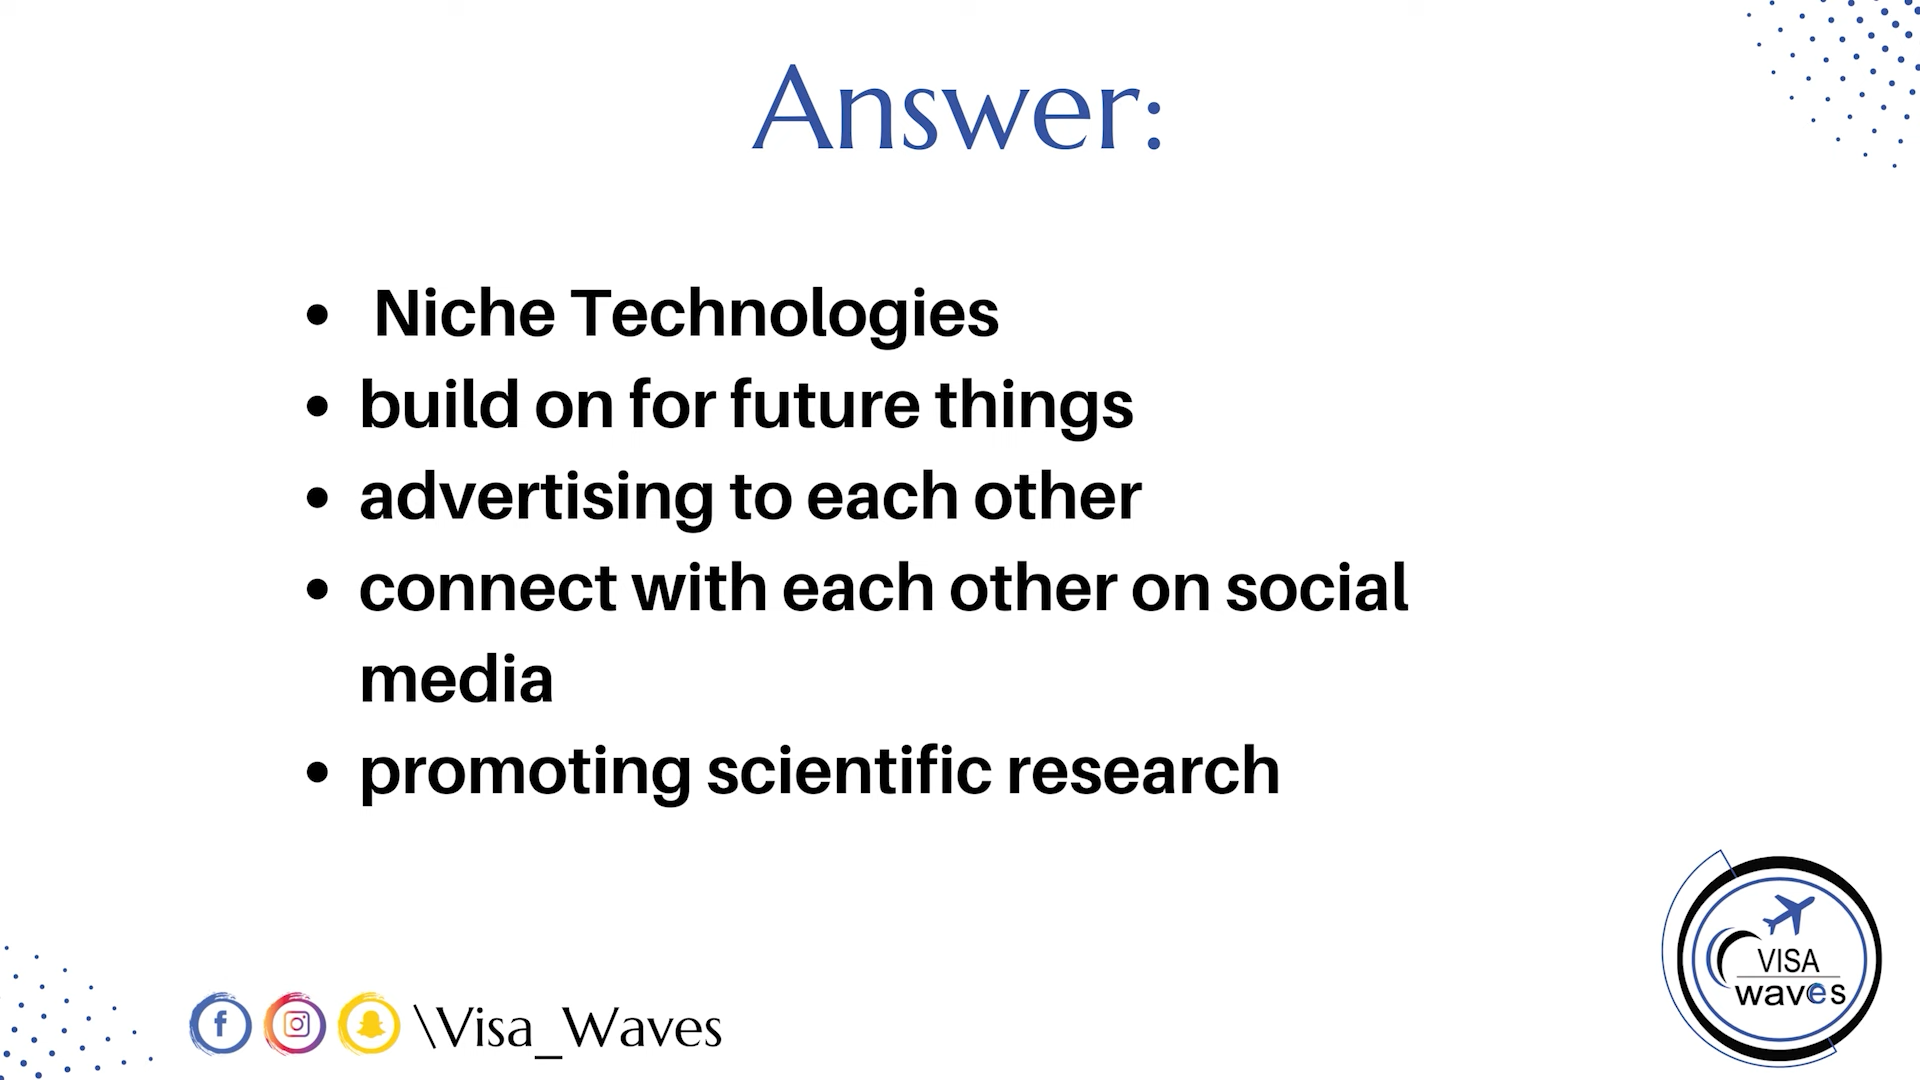 Answer:
• Niche Technologies
• build on for future things
• advertising to each other
• connect with each other on social
media
• promoting scientific research
VISA
waves
\Visa_Waves